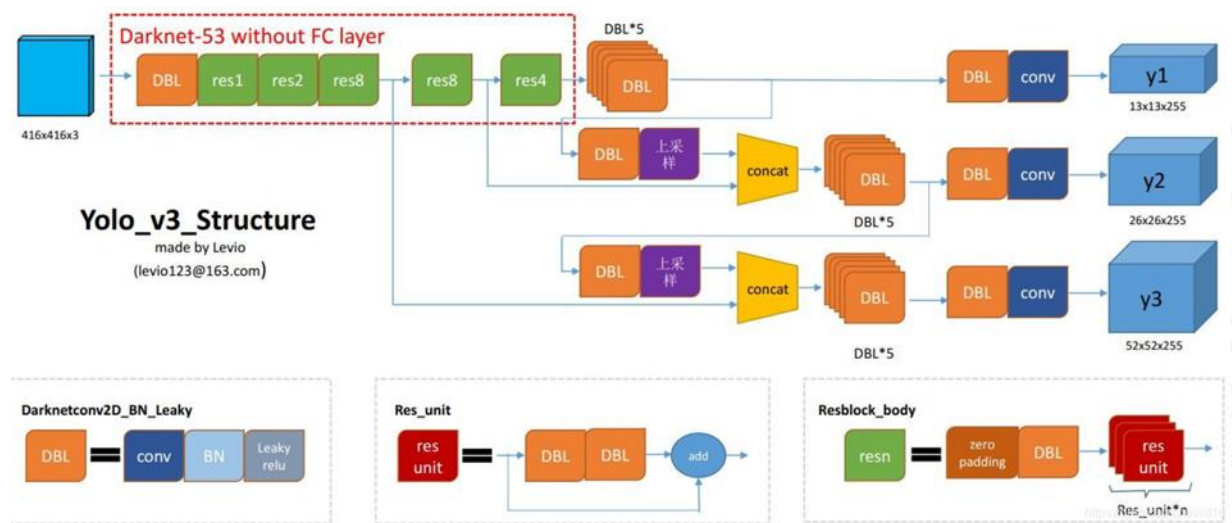 Darknet-53 without FC layer
DBL*5
DBL
res1
res2
res8
res8
res4
DBL
DBL
conv
y1
416x416x3
13x13x255
DBL
上采
样
concat
DBL
DBL
conv
y2
DBL*5
26x26x255
Yolo_v3_Structure
made by Levio
(levio123@163.com)
DBL
上采
样
concat
DBL
DBL
conv
y3
DBL*5
52x52x255
Darknetconv2D_BN_Leaky
DBL
conv
BN
Leaky
relu
Res_unit
res
unit
DBL
DBL
add
Resblock_body
resn
zero
padding
DBL
res
unit
Res_unit*n